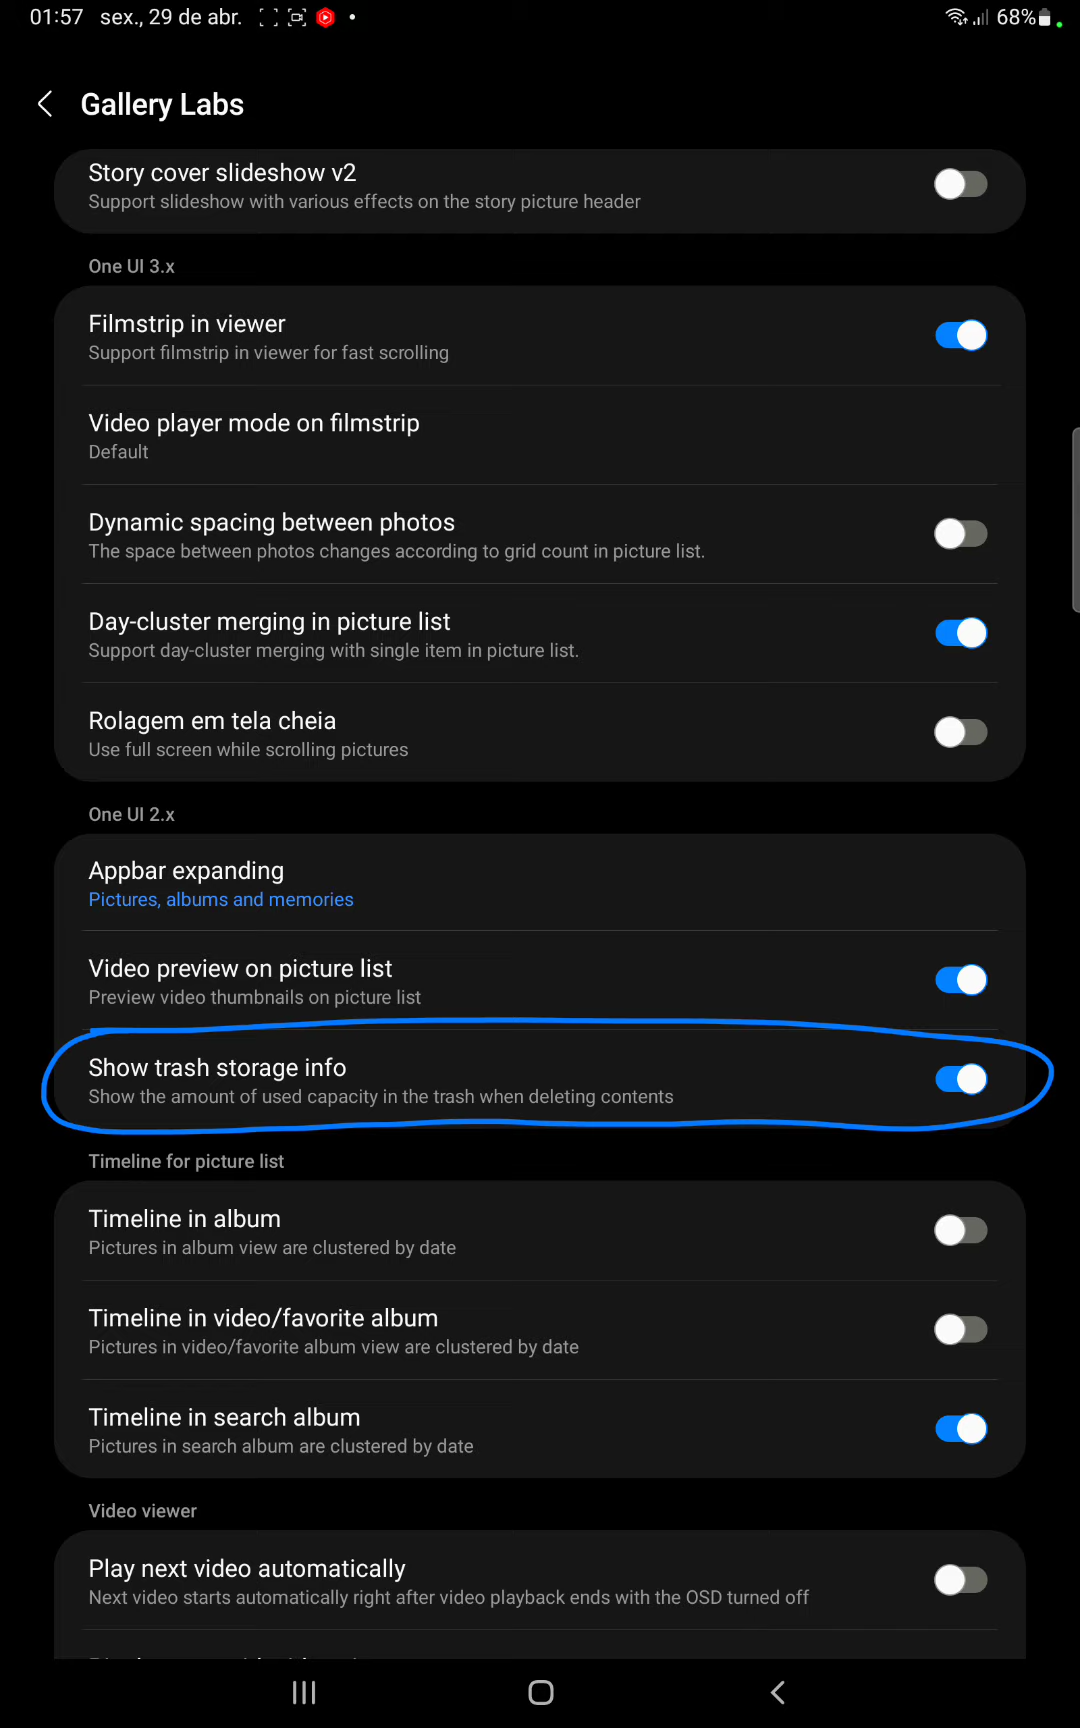 01:57 sex., 29 de abr. 68%
Gallery Labs
Story cover slideshow v2
Support slideshow with various effects on the story picture header
One UI 3.x
Filmstrip in viewer
Support filmstrip in viewer for fast scrolling
Video player mode on filmstrip
Default
Dynamic spacing between photos
The space between photos changes according to grid count in picture list.
Day-cluster merging in picture list
Support day-cluster merging with single item in picture list.
Rolagem em tela cheia
Use full screen while scrolling pictures
One UI 2.x
Appbar expanding
Pictures, albums and memories
Video preview on picture list
Preview video thumbnails on picture list
Show trash storage info
Show the amount of used capacity in the trash when deleting contents
Timeline for picture list
Timeline in album
Pictures in album view are clustered by date
Timeline in video/favorite album
Pictures in video/favorite album view are clustered by date
Timeline in search album
Pictures in search album are clustered by date
Video viewer
Play next video automatically
Next video starts automatically right after video playback ends with the OSD turned off